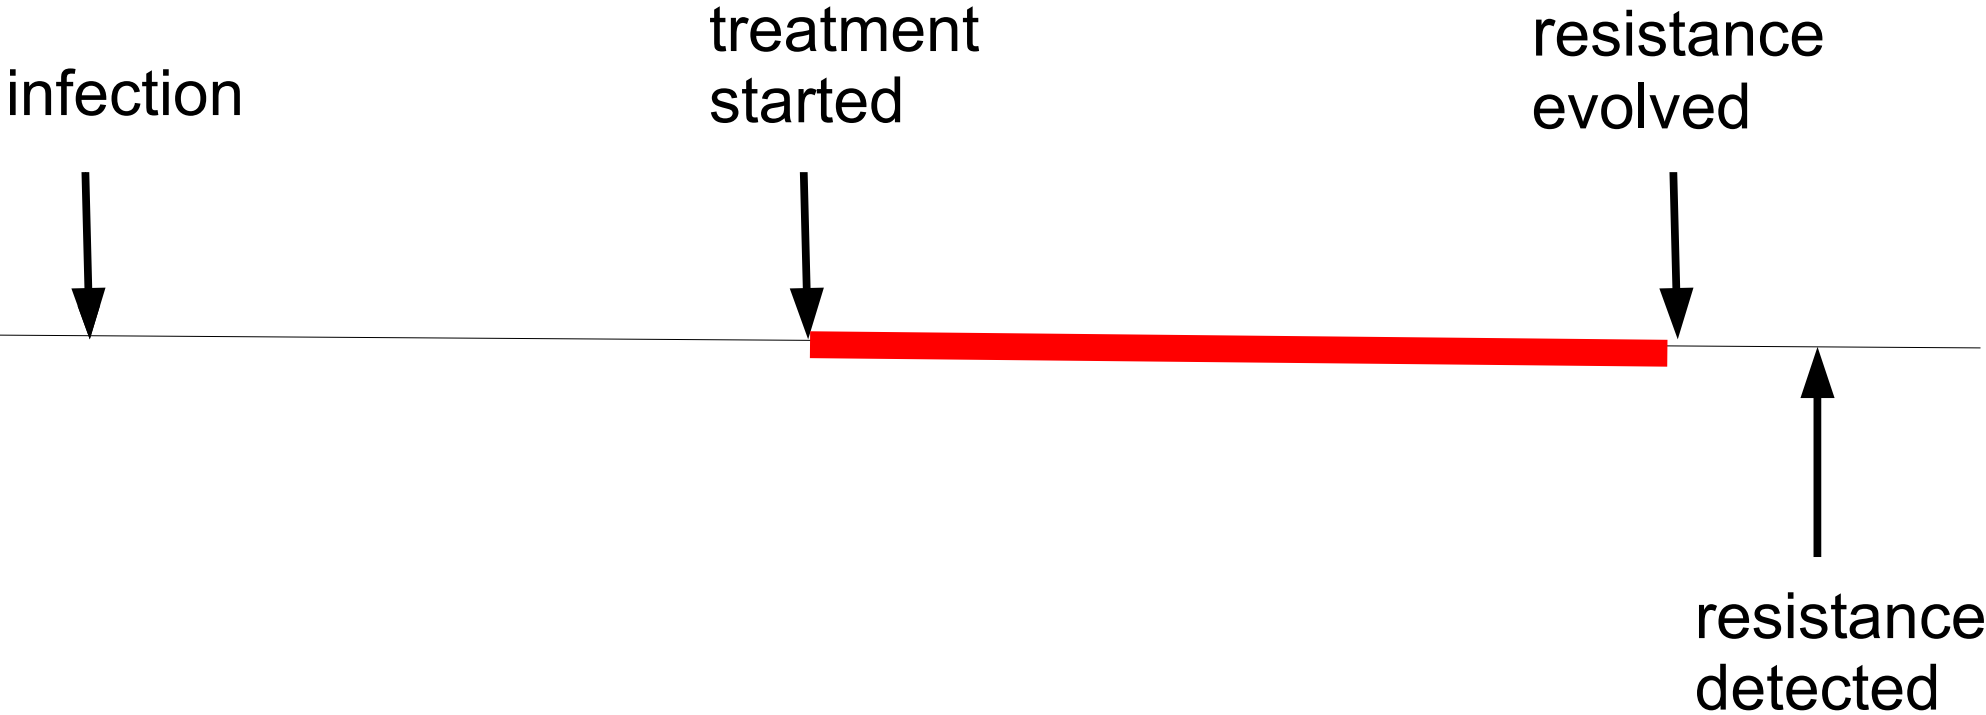 infection
treatment
started
resistance
evolved
resistance
detected